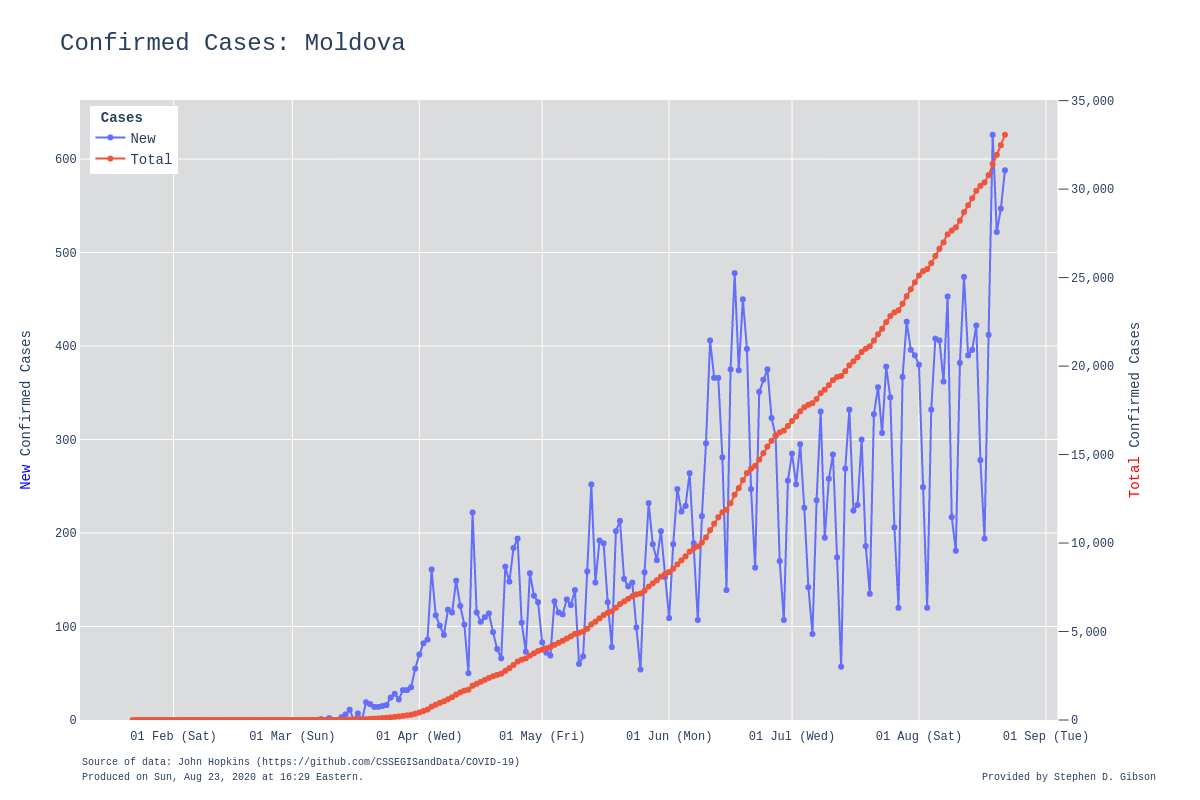 Confirmed Cases: Moldova
Cases
New
Total
600
500
400
300
200
100
0
35,000
30,000
25,000
20,000
15,000
10,000
5,000
0
New Confirmed Cases
Total Confirmed Cases
01 Feb (Sat)
01 Mar (Sun)
01 Apr (Wed)
01 May (Fri)
01 Jun (Mon)
01 Jul (Wed)
01 Aug (Sat)
01 Sep (Tue)
Source of data: John Hopkins (https://github.com/CSSEGISandData/COVID-19)
Produced on Sun, Aug 23, 2020 at 16:29 Eastern.
Provided by Stephen D. Gibson